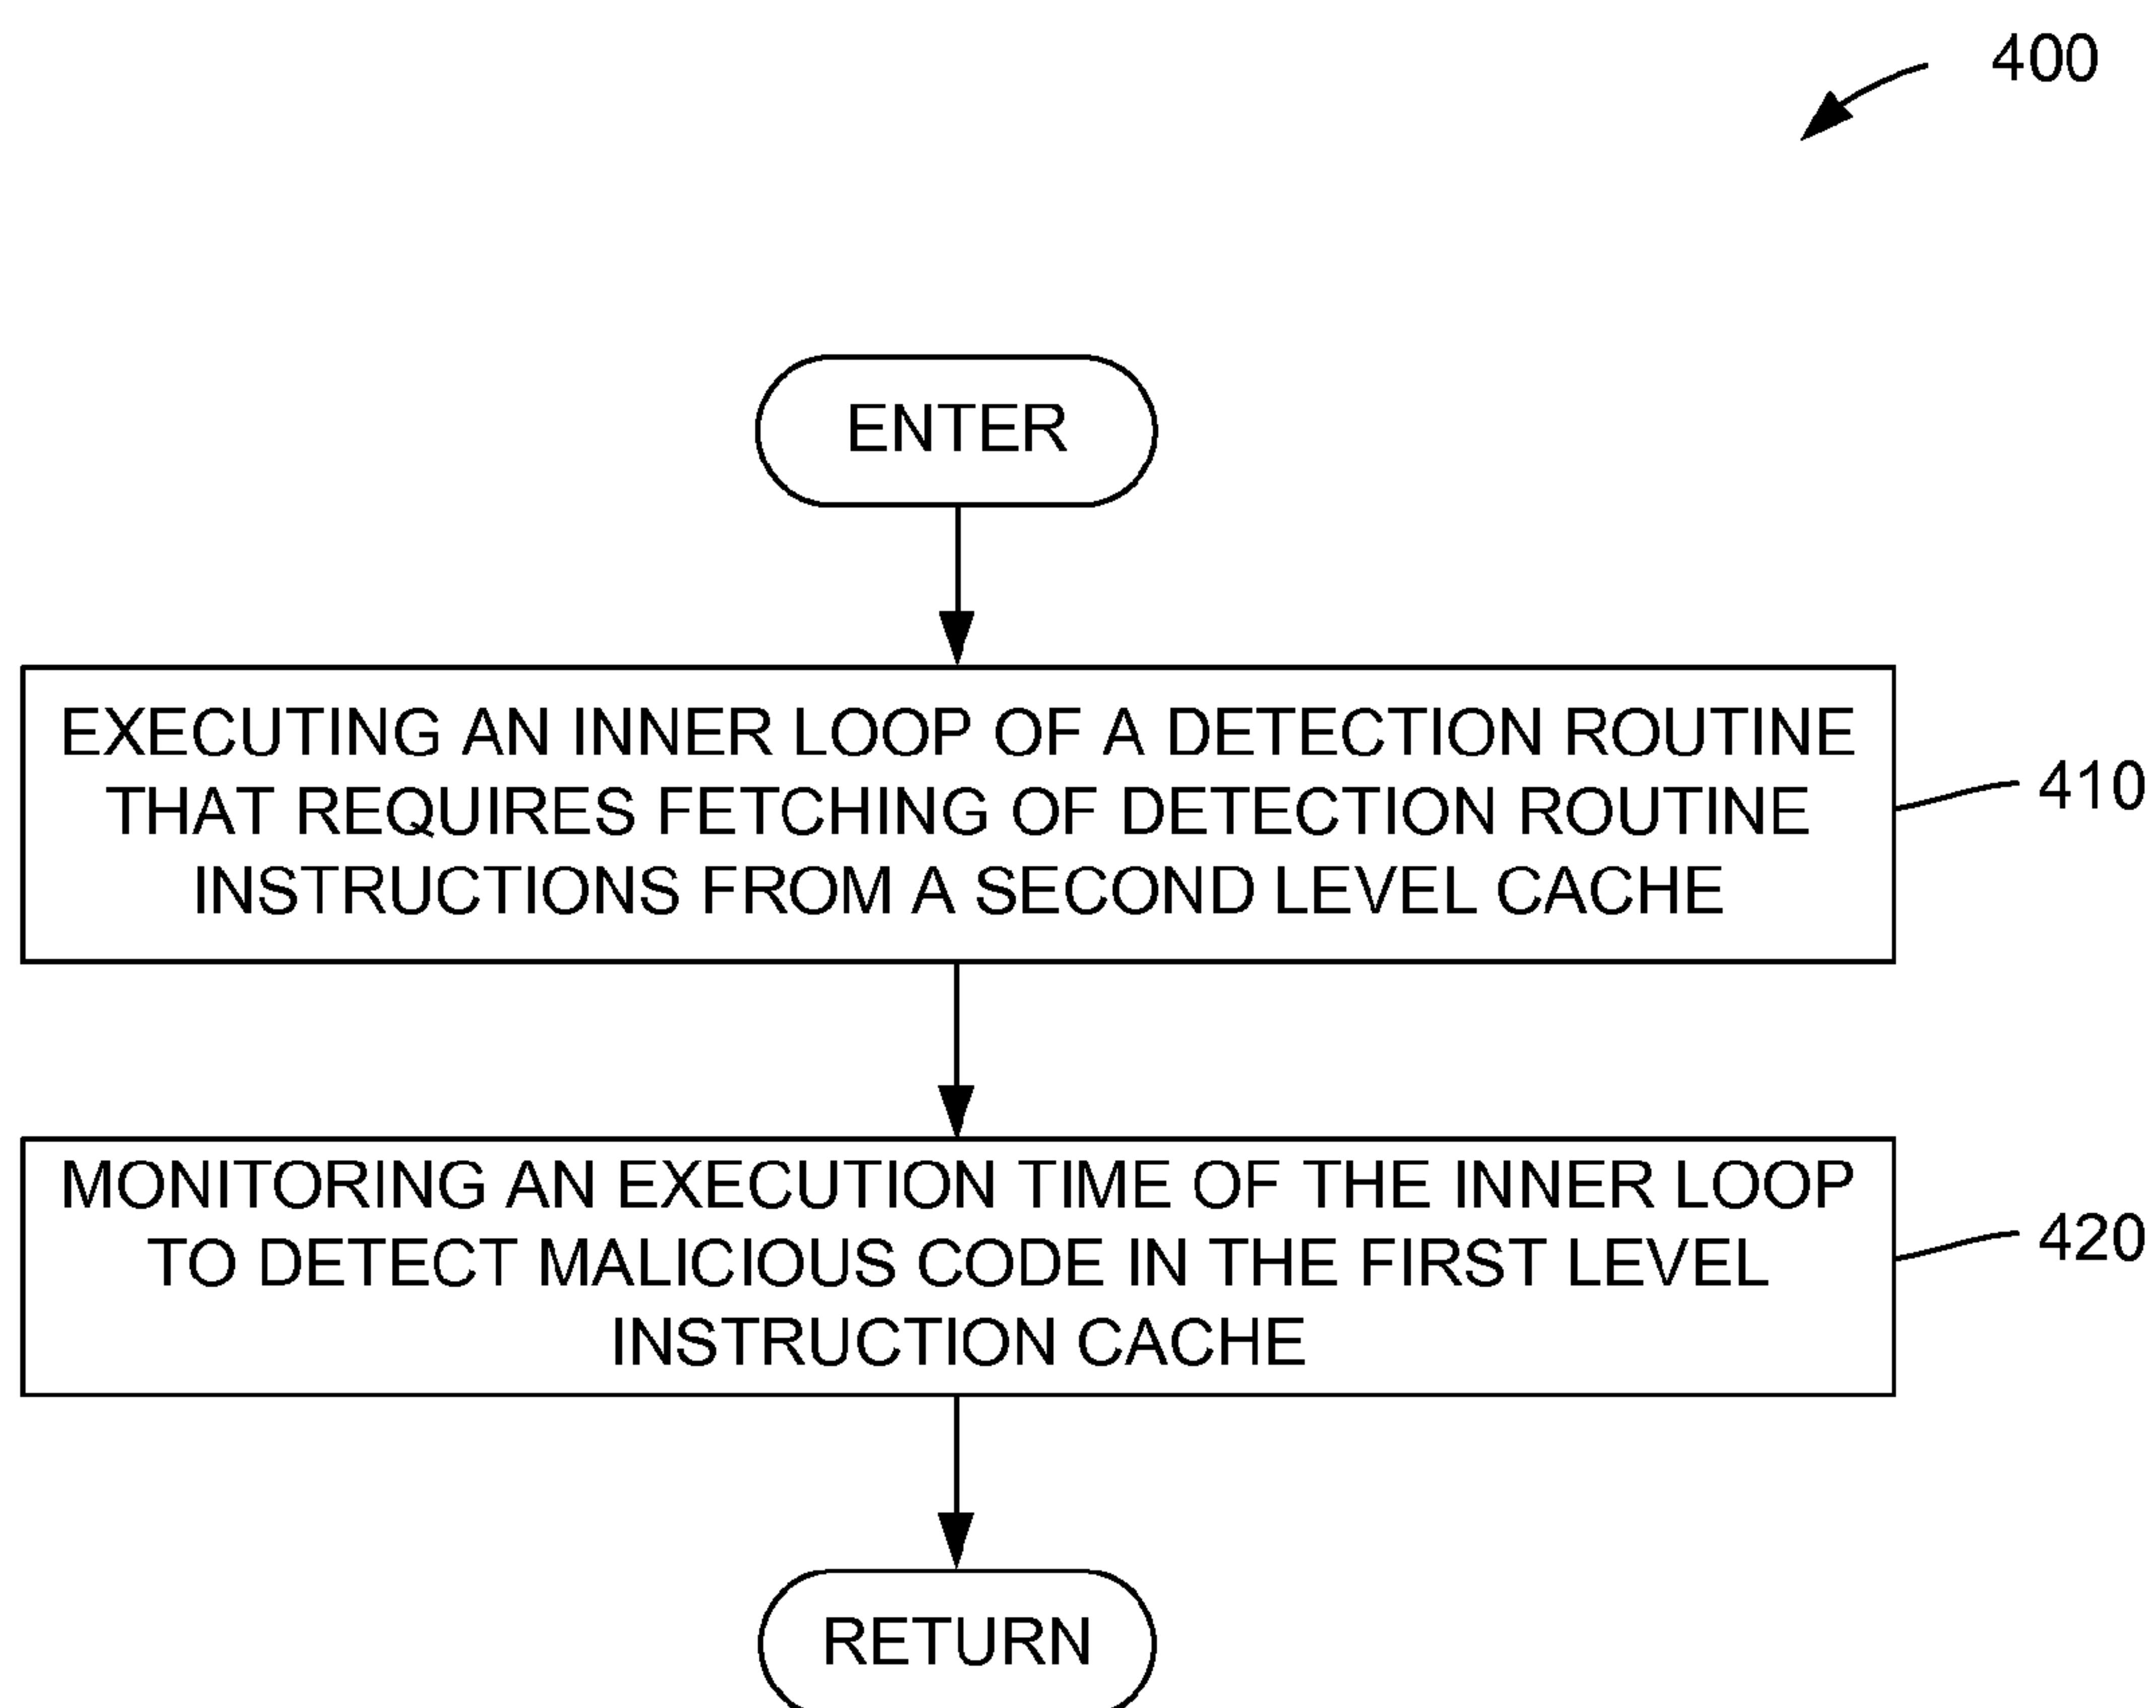 400
ENTER
EXECUTING AN INNER LOOP OF A DETECTION ROUTINE
THAT REQUIRES FETCHING OF DETECTION ROUTINE
INSTRUCTIONS FROM A SECOND LEVEL CACHE
410
MONITORING AN EXECUTION TIME OF THE INNER LOOP
TO DETECT MALICIOUS CODE IN THE FIRST LEVEL
INSTRUCTION CACHE
420
RETURN